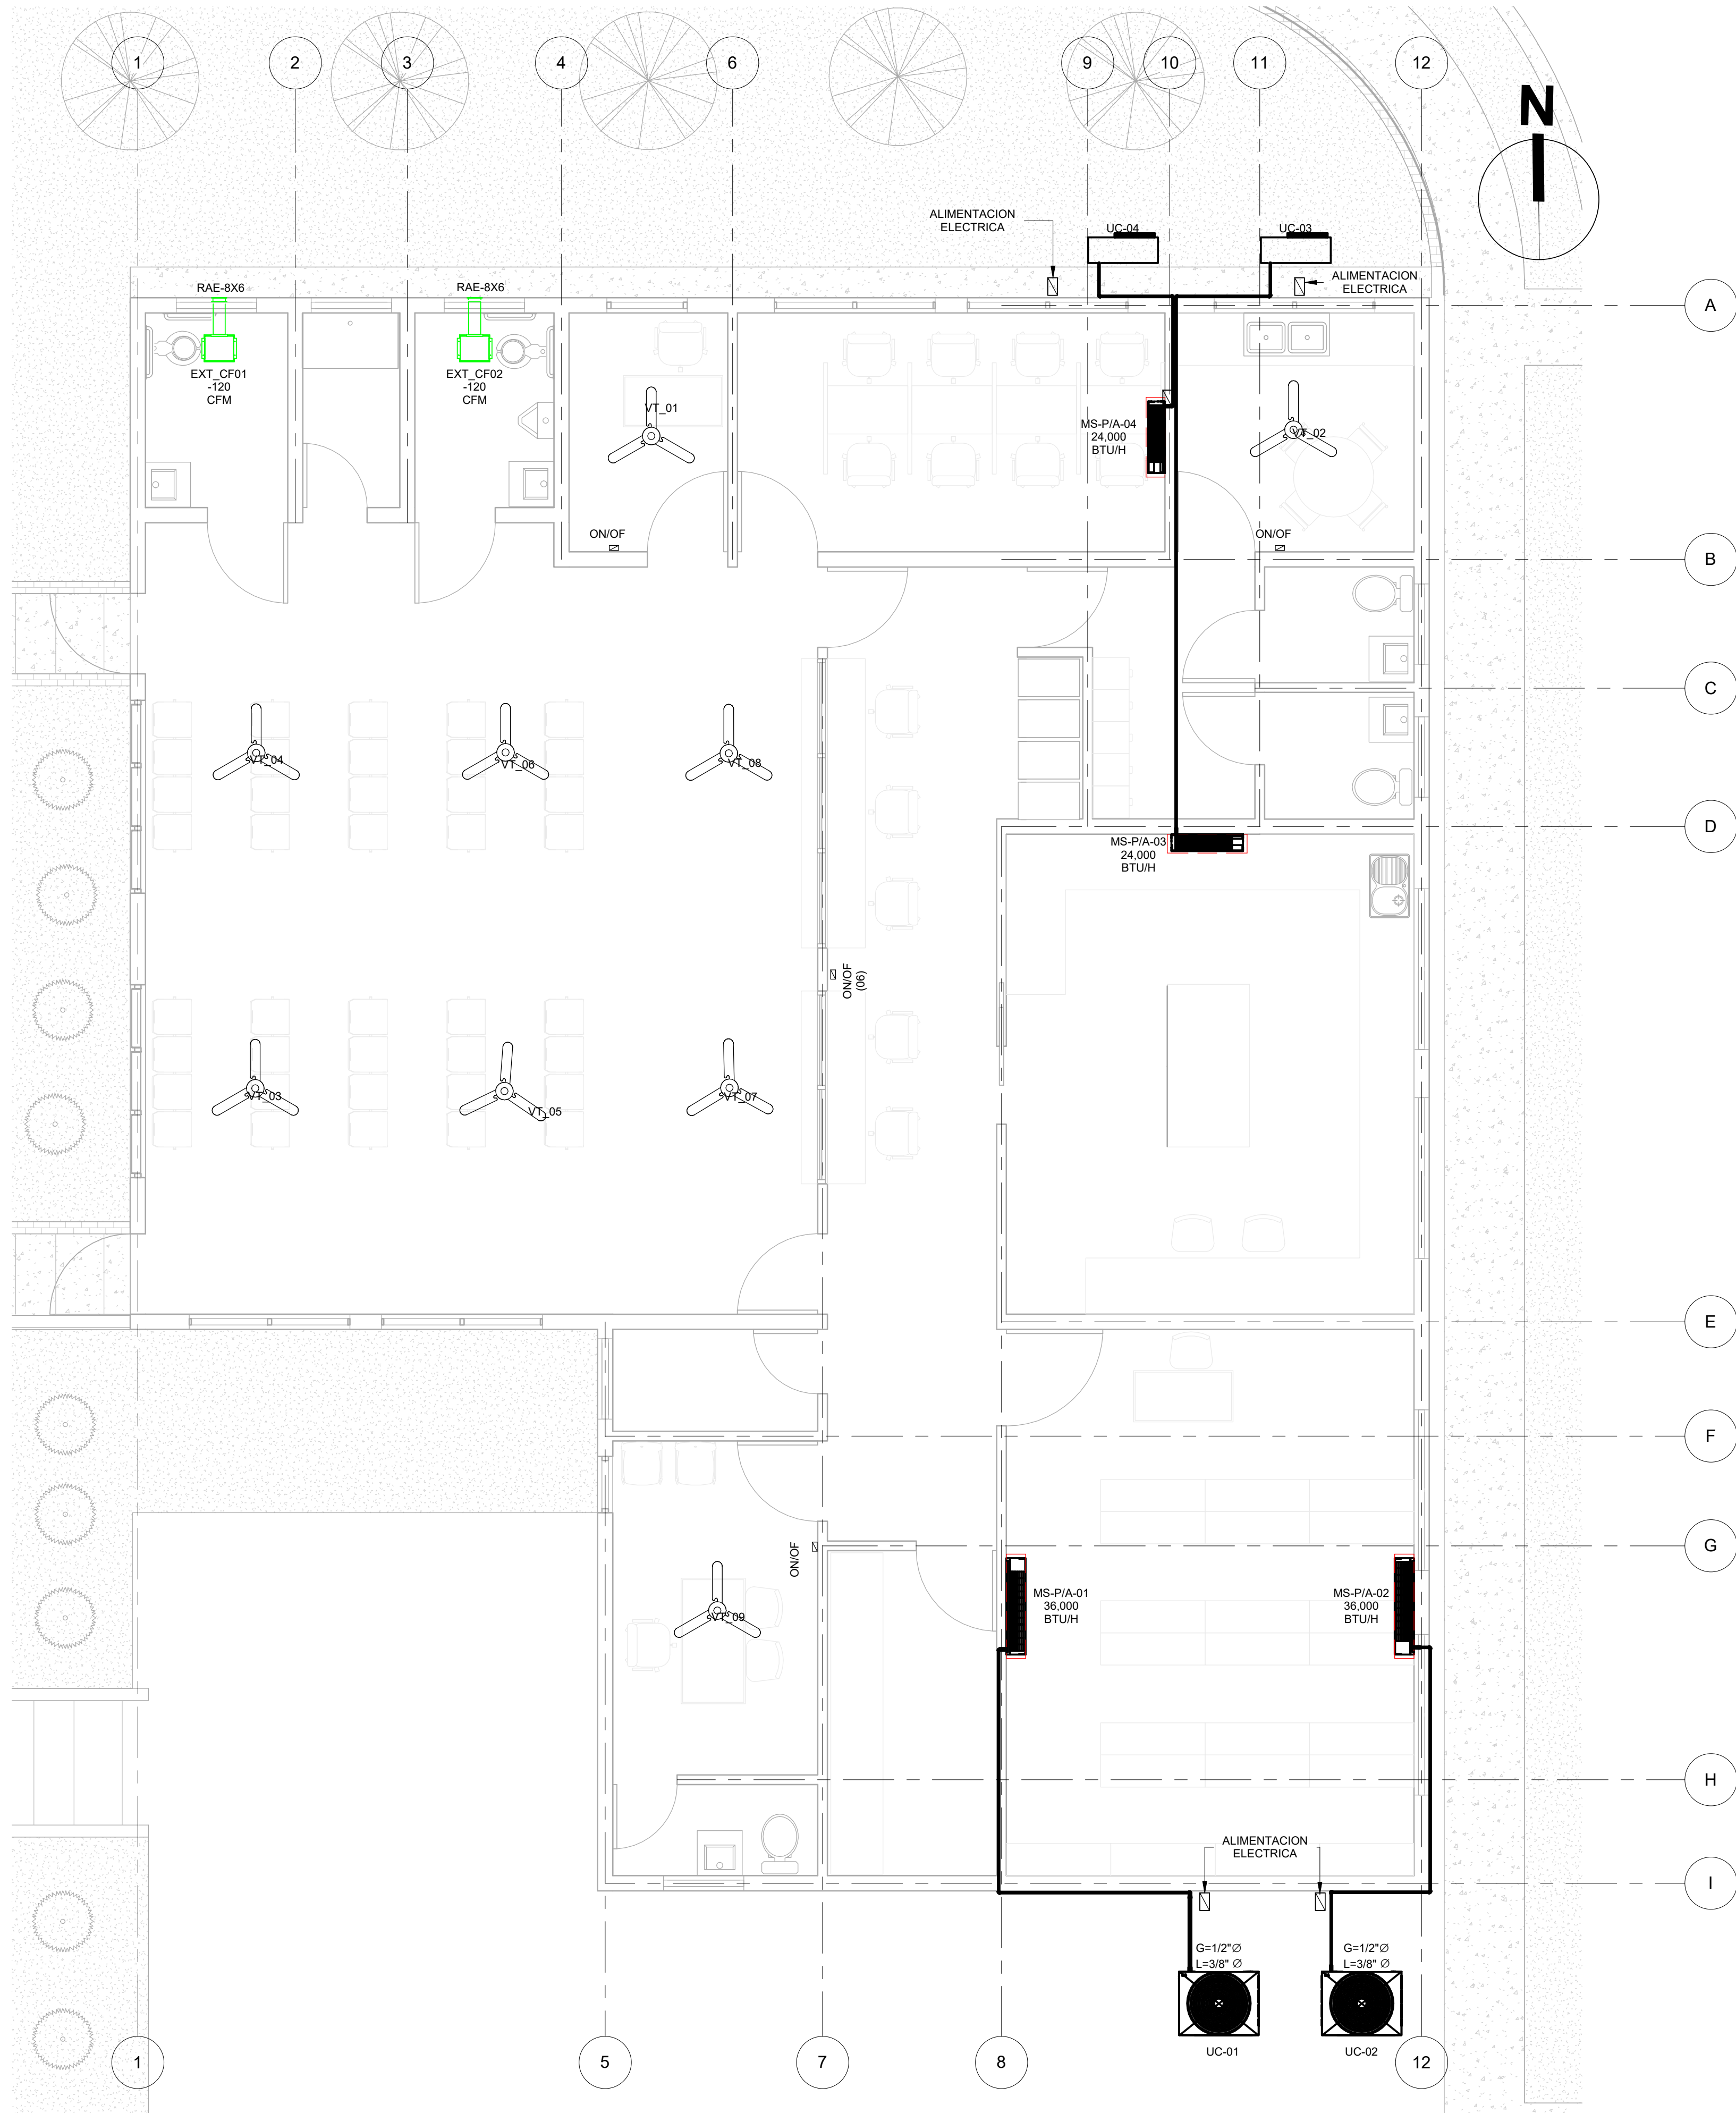 1
2
3
4
6
9
10
11
12
N
ALIMENTACION
ELECTRICA
UC-04
UC-03
ALIMENTACION
ELECTRICA
A
RAE-8X6
RAE-8X6
EXT_CF01
-120
CFM
EXT_CF02
-120
CFM
VT_01
MS-P/A-04
24,000
BTU/H
VT_02
ON/OF
ON/OF
B
C
VT_04
VT_06
VT_08
D
MS-P/A-03
24,000
BTU/H
ON/OF
(06)
VT_03
VT_05
VT_07
E
F
G
ON/OF
MS-P/A-01
36,000
BTU/H
MS-P/A-02
36,000
BTU/H
VT_09
H
ALIMENTACION
ELECTRICA
I
G=1/2"Ø
L=3/8" Ø
G=1/2"Ø
L=3/8" Ø
UC-01
UC-02
1
5
7
8
12